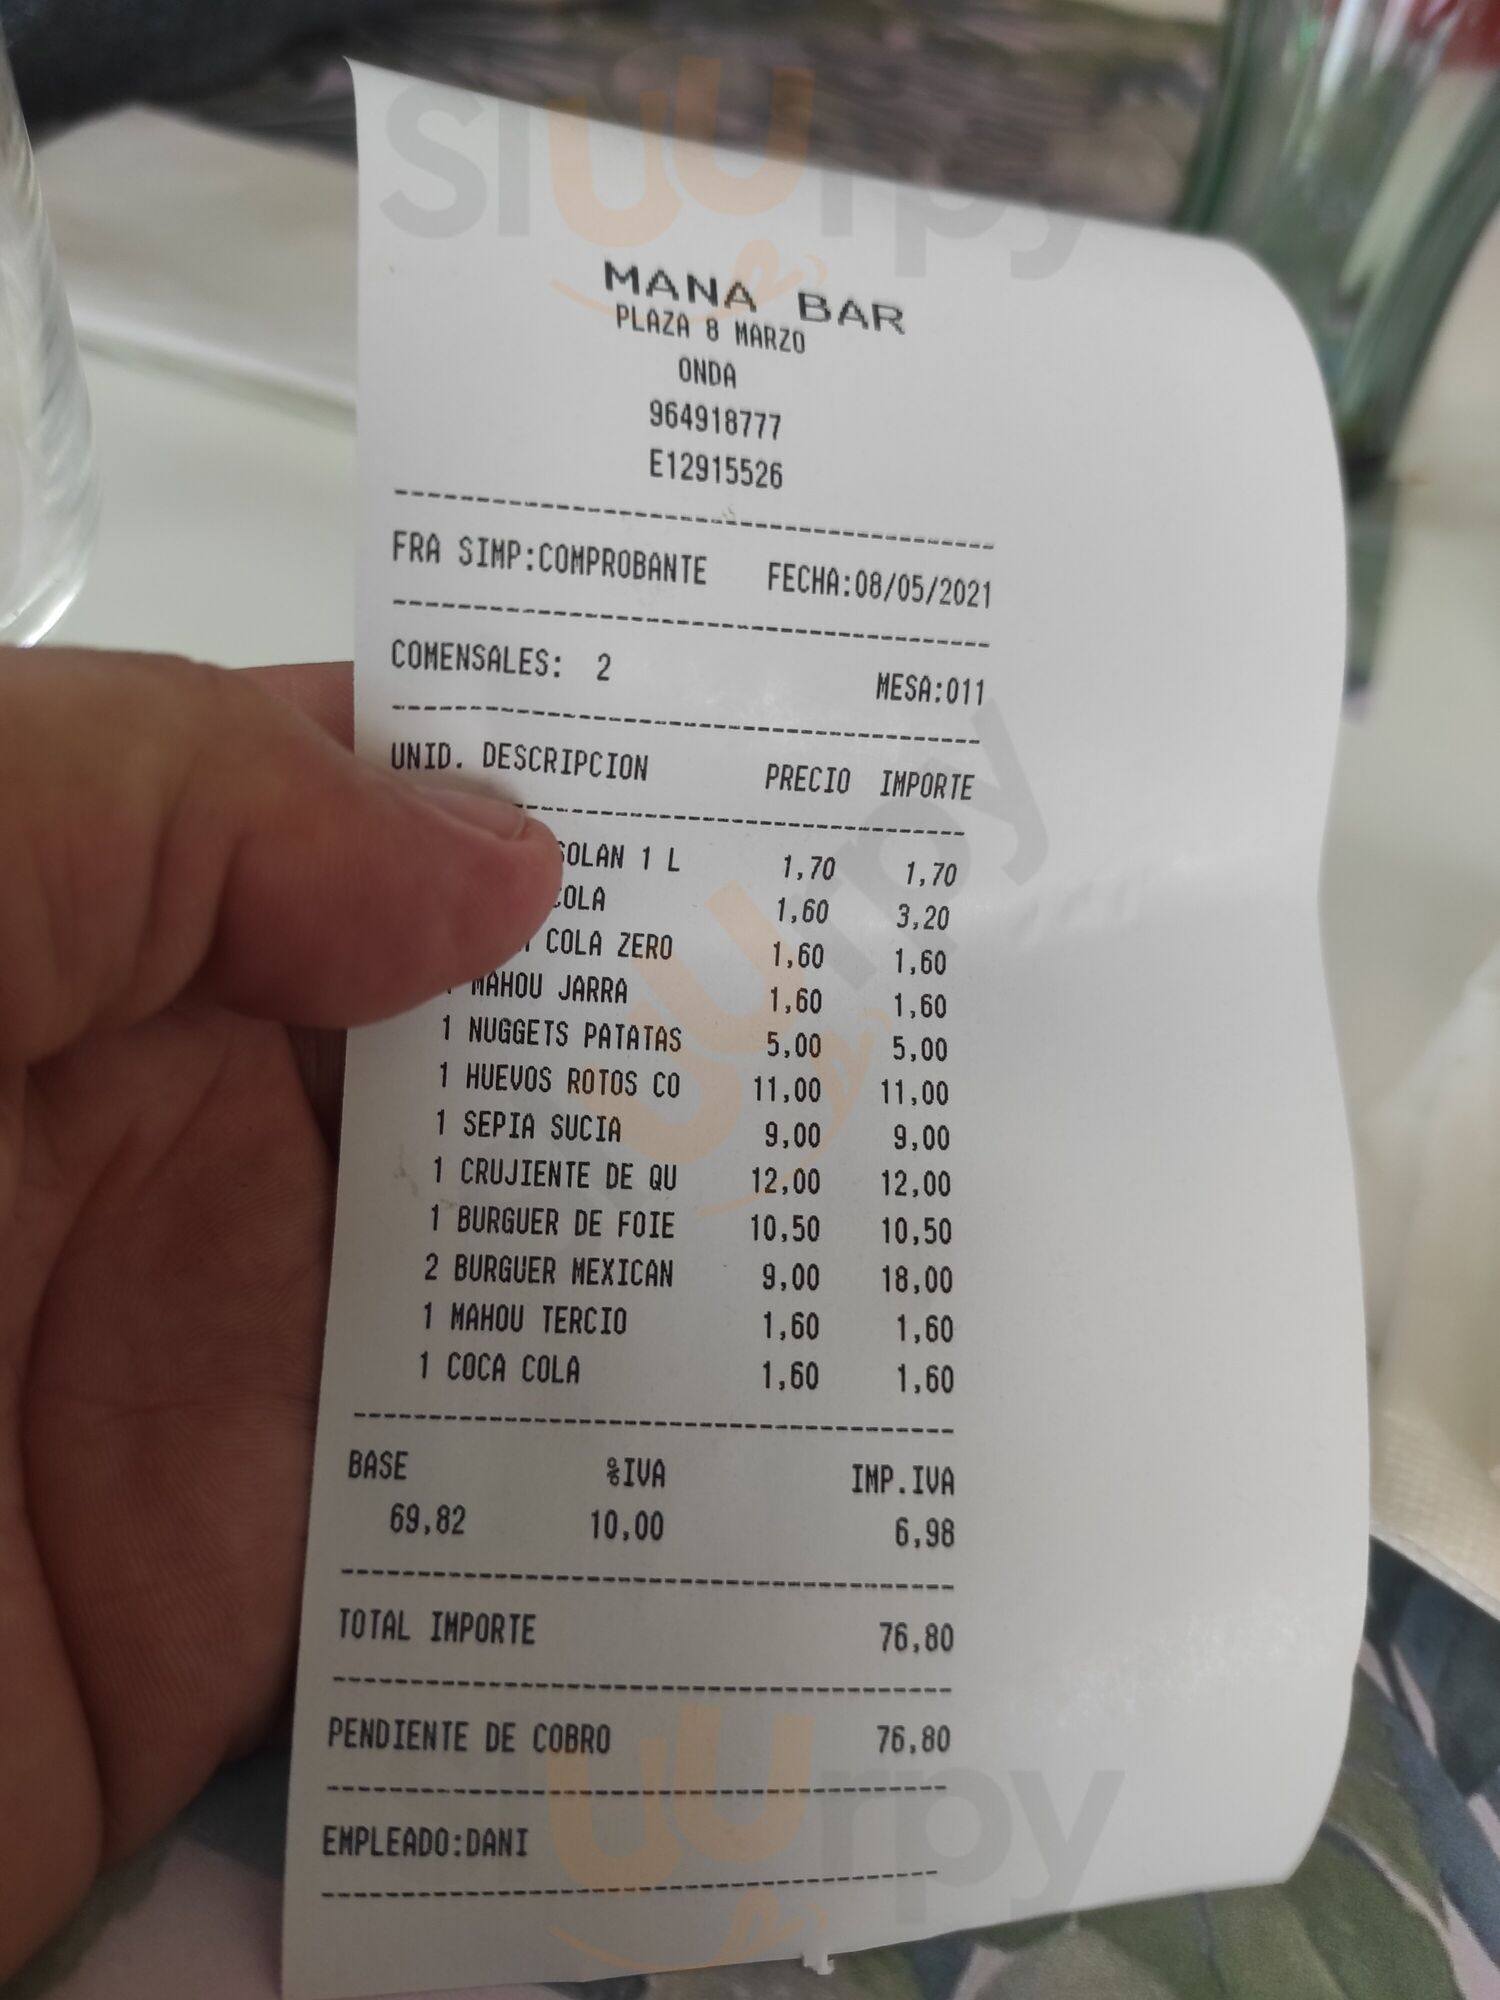 MANA BAR
PLAZA 8 MARZO
ONDA
964918777
E12915526
FRA SIMP:COMPROBANTE FECHA:08/05/2021
COMENSALES: 2 MESA:011
UNID. DESCRIPCION PRECIO IMPORTE
SOLAN 1 L 1,70 1,70
COLA 1,60 3,20
COLA ZERO 1,60 1,60
1 MAHOU JARRA 1,60 1,60
1 NUGGETS PATATAS 5,00 5,00
1 HUEVOS ROTOS CO 11,00 11,00
1 SEPIA SUCIA 9,00 9,00
1 CRUJIENTE DE QU 12,00 12,00
1 BURGUER DE FOIE 10,50 10,50
2 BURGUER MEXICAN 9,00 18,00
1 MAHOU TERCIO 1,60 1,60
1 COCA COLA 1,60 1,60
BASE %IVA IMP.IVA
69,82 10,00 6,98
TOTAL IMPORTE 76,80
PENDIENTE DE COBRO 76,80
EMPLEADO:DANI
sluurpy
sluurpy
sluurpy